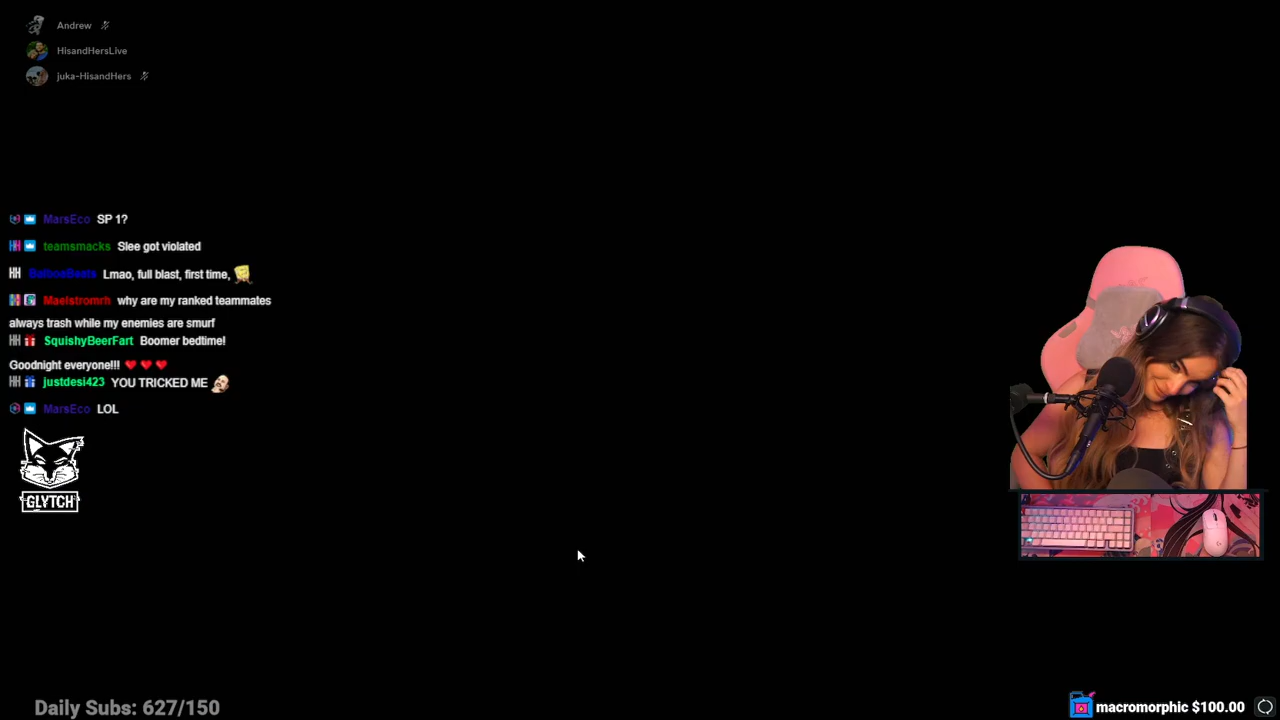 Andrew
HisandHersLive
juka-HisandHers
MarsEco SP 1?
teamsmacks Slee got violated
BalboaBeats Lmao, full blast, first time,
Maelstromrh why are my ranked teammates
always trash while my enemies are smurf
SquishyBeerFart Boomer bedtime!
Goodnight everyone!!!
justdesi423 YOU TRICKED ME
MarsEco LOL
GLYTCH
Daily Subs: 627/150
macromorphic $100.00